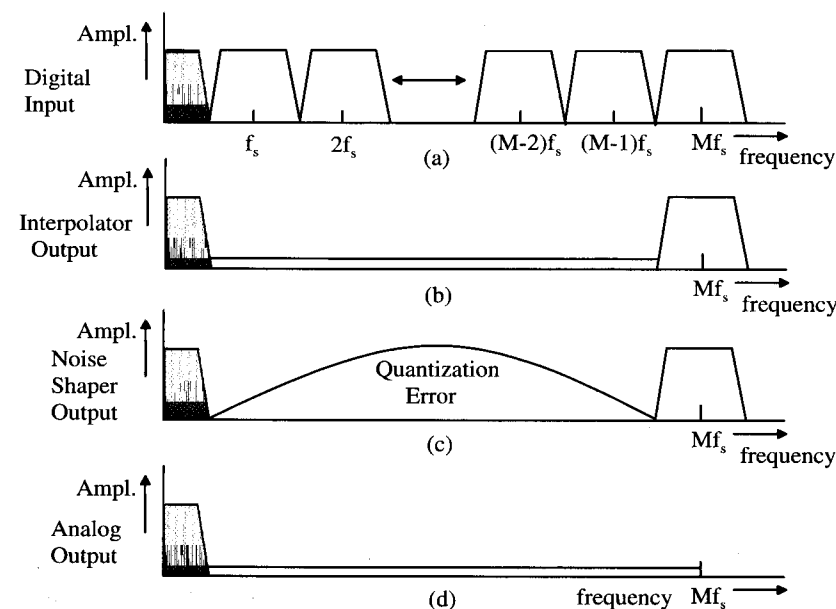 Ampl.
Digital
Input
f_s 2f_s (M-2)f_s (M-1)f_s Mf_s frequency
(a)
Ampl.
Interpolator
Output
Mf_s frequency
(b)
Ampl.
Noise
Shaper
Output
Quantization
Error
Mf_s
frequency
(c)
Ampl.
Analog
Output
frequency Mf_s
(d)